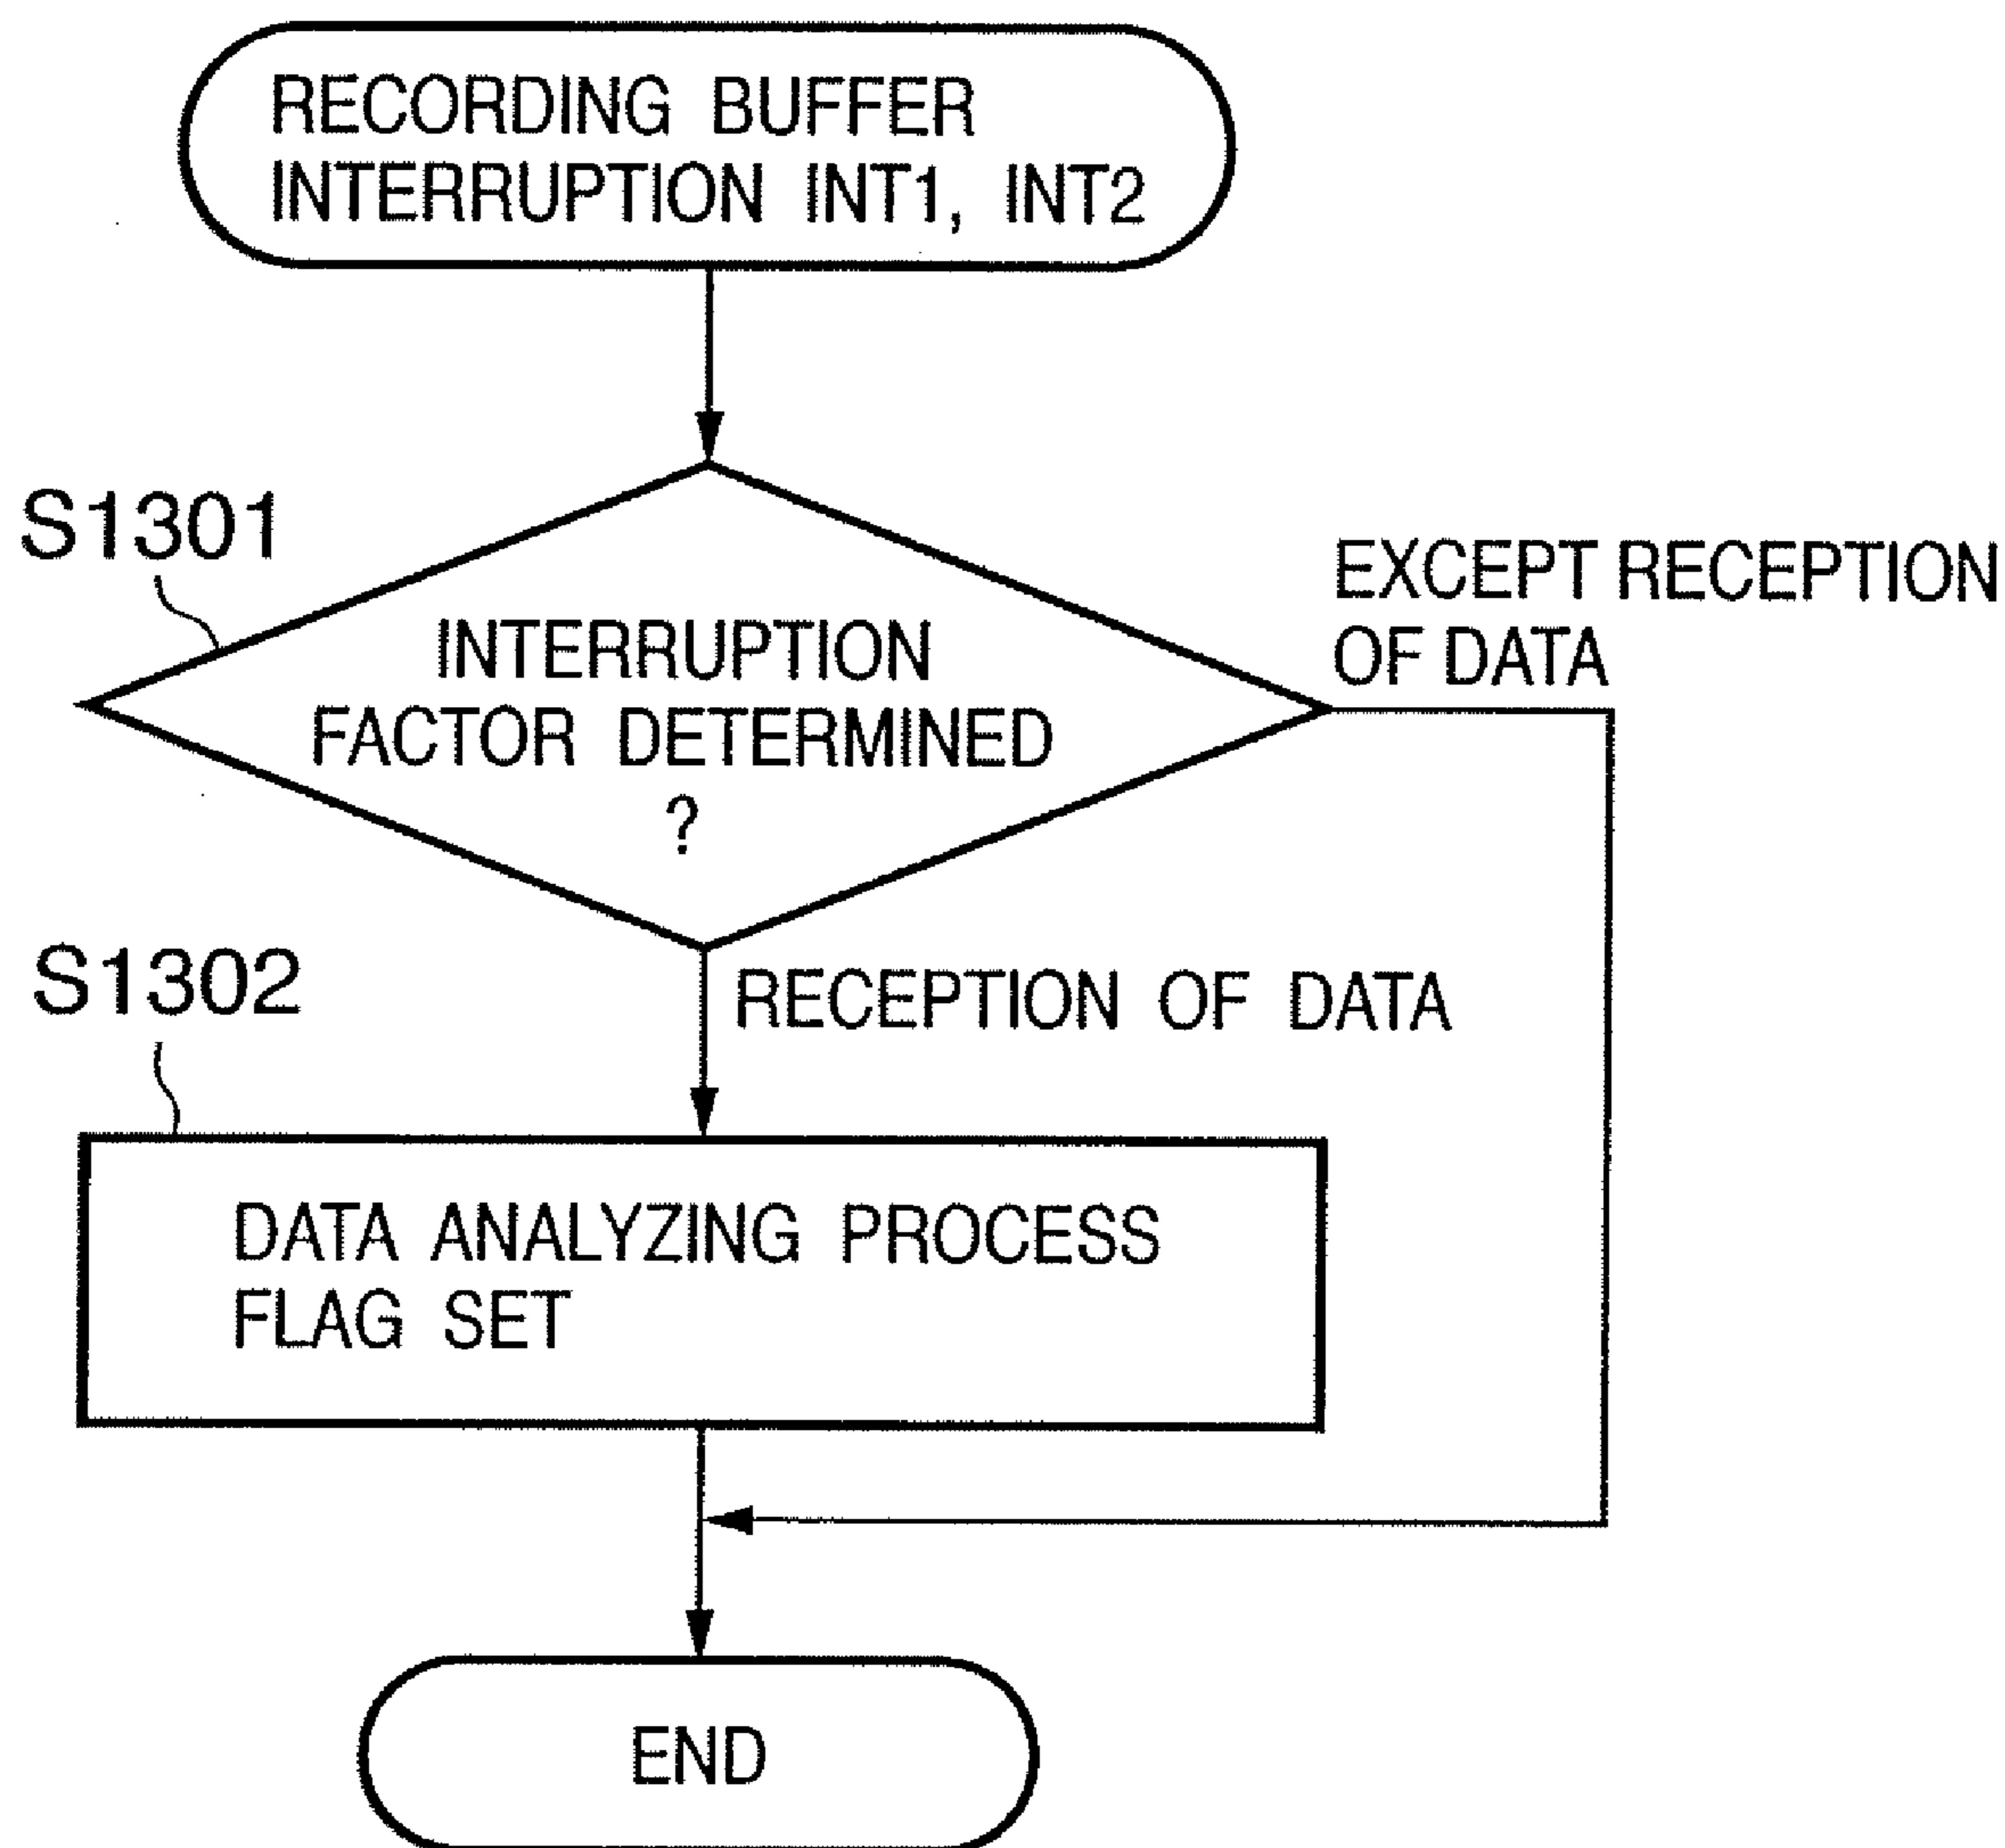 RECORDING BUFFER
INTERRUPTION INT1, INT2
S1301
EXCEPT RECEPTION
OF DATA
INTERRUPTION
FACTOR DETERMINED
?
S1302
RECEPTION OF DATA
DATA ANALYZING PROCESS
FLAG SET
END